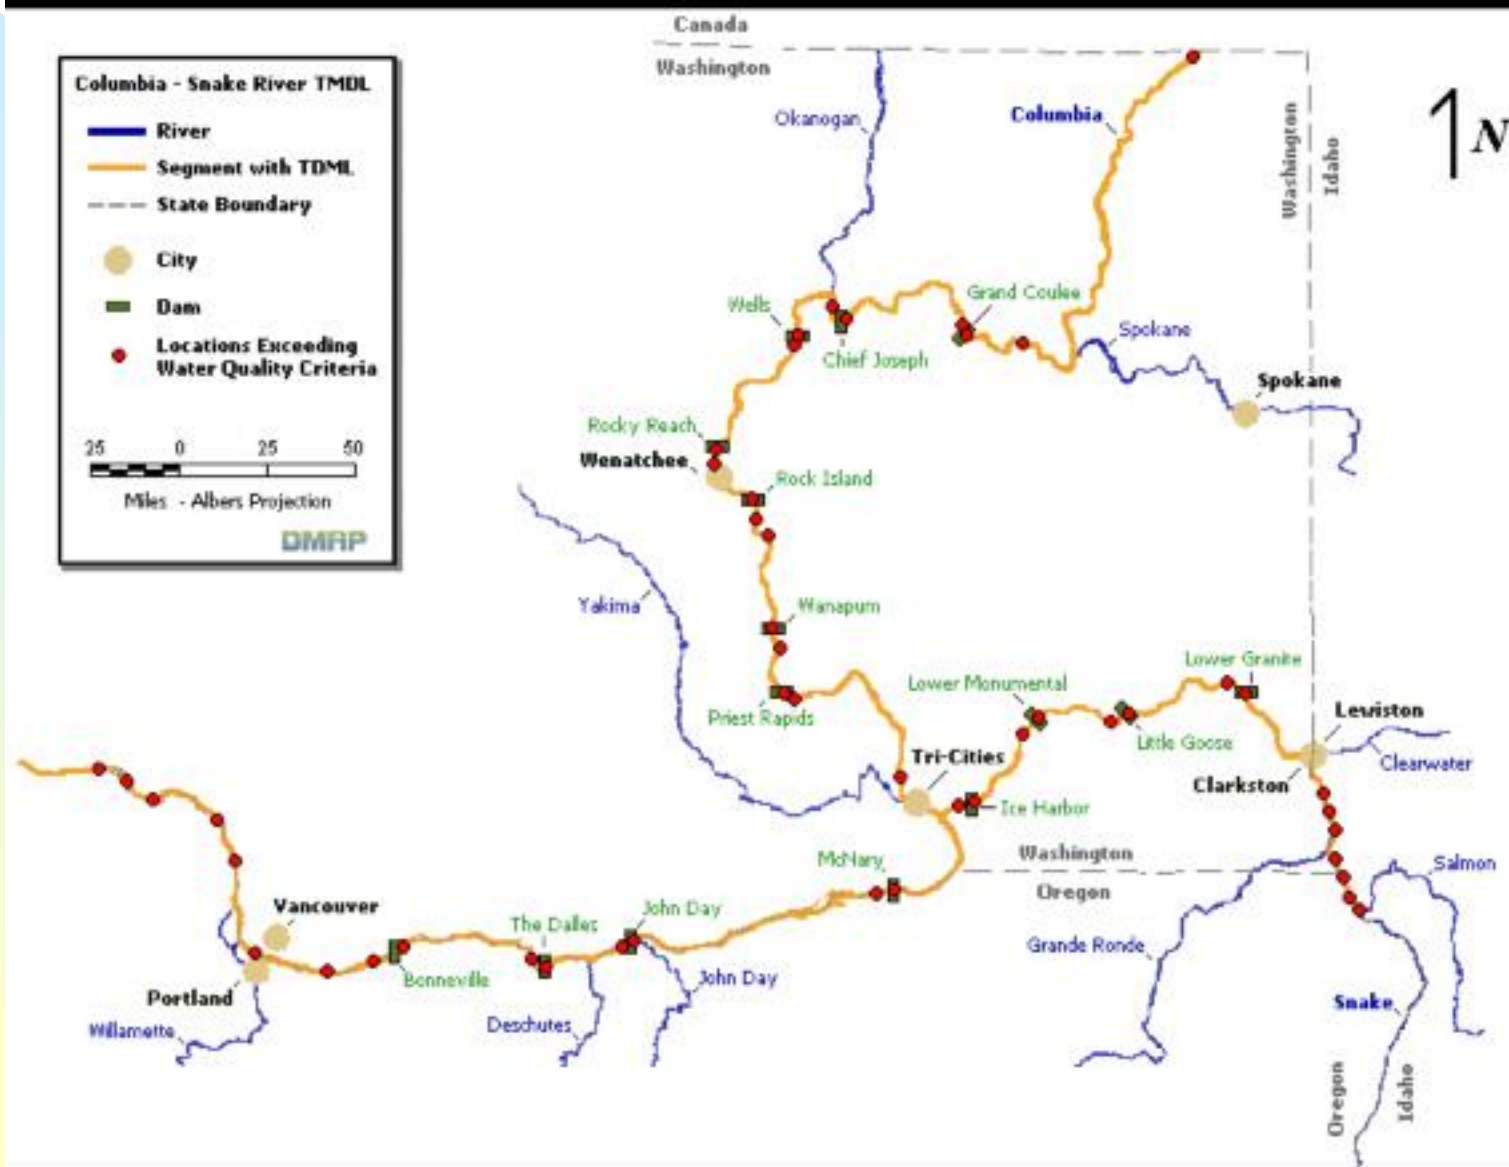 Canada
Washington
Columbia - Snake River TMDL
River
Segment with TDML
State Boundary
City
Dam
Locations Exceeding
Water Quality Criteria
25 0 25 50
Miles - Albers Projection
DMRP
Okanogan
Columbia
Washington
Idaho
N
Wells
Grand Coulee
Chief Joseph
Spokane
Spokane
Rocky Reach
Wenatchee
Rock Island
Yakima
Wanapum
Priest Rapids
Lower Monumental
Lower Granite
Little Goose
Lewiston
Clearwater
Clarkston
Tri-Cities
Ice Harbor
McNary
Washington
Oregon
Salmon
Vancouver
The Dalles
John Day
Bonneville
Portland
Willamette
Deschutes
John Day
Grande Ronde
Snake
Oregon
Idaho